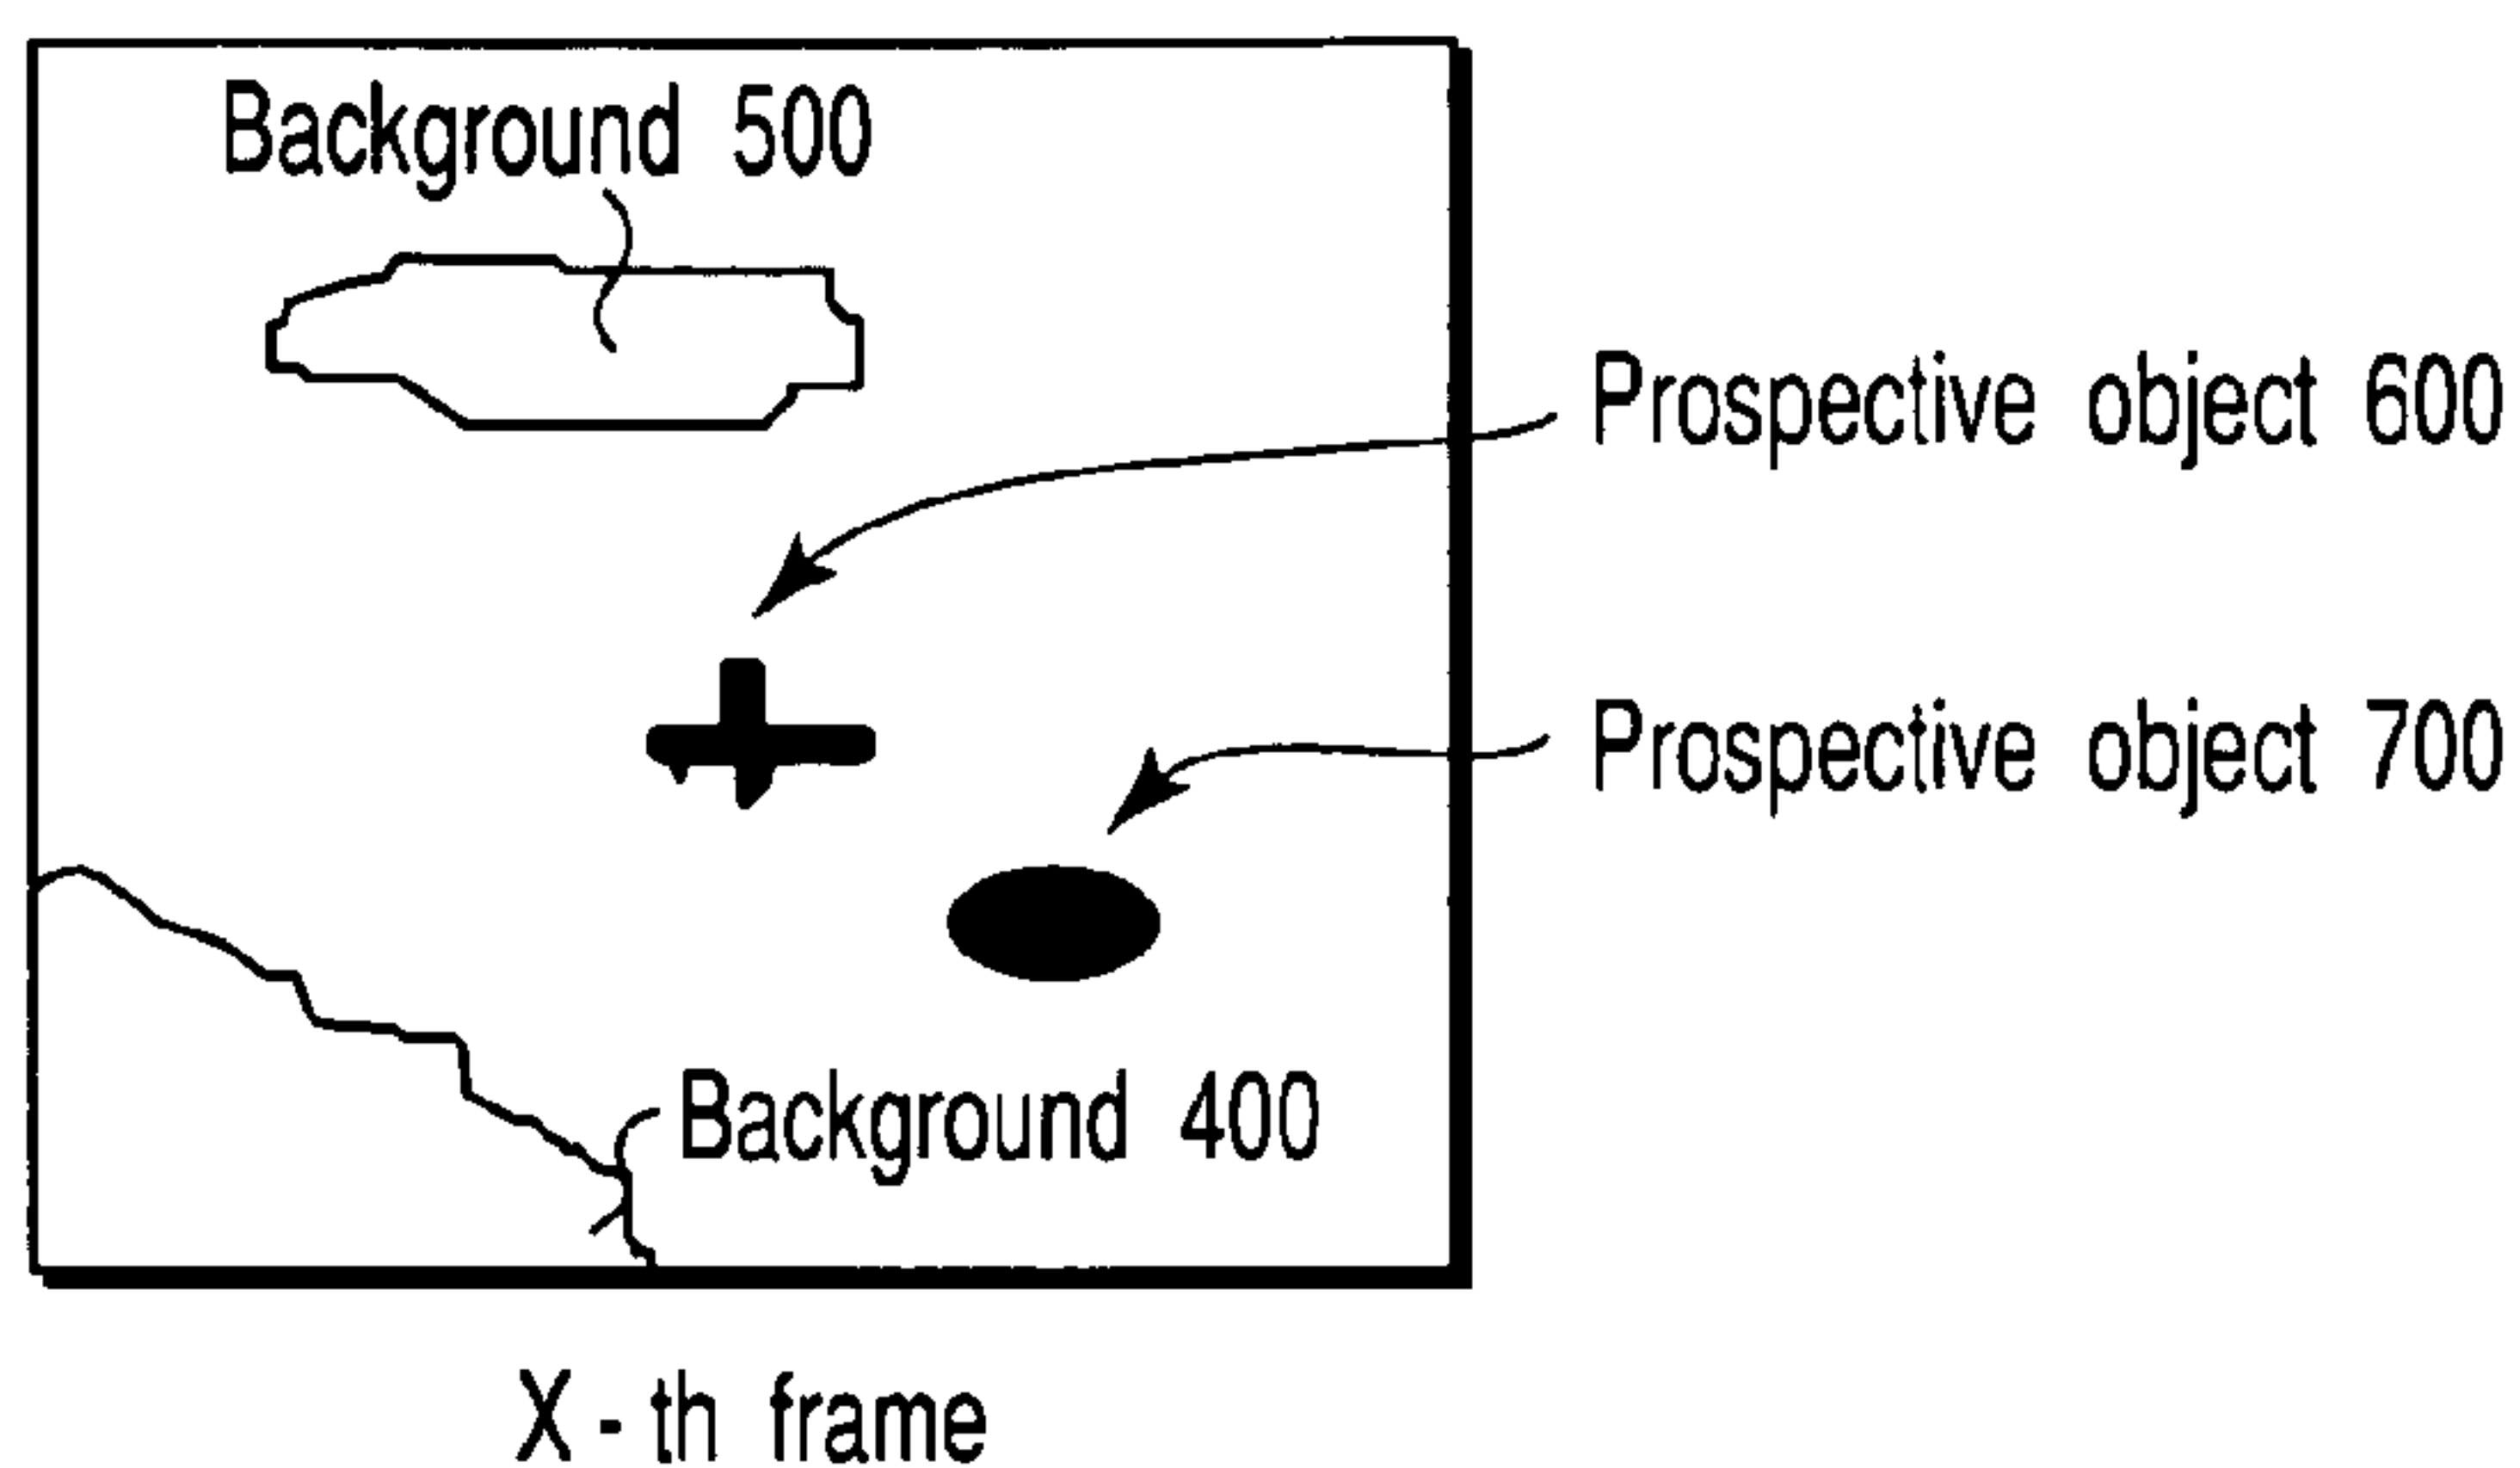 Background 500
Prospective object 600
Prospective object 700
Background 400
X - th frame